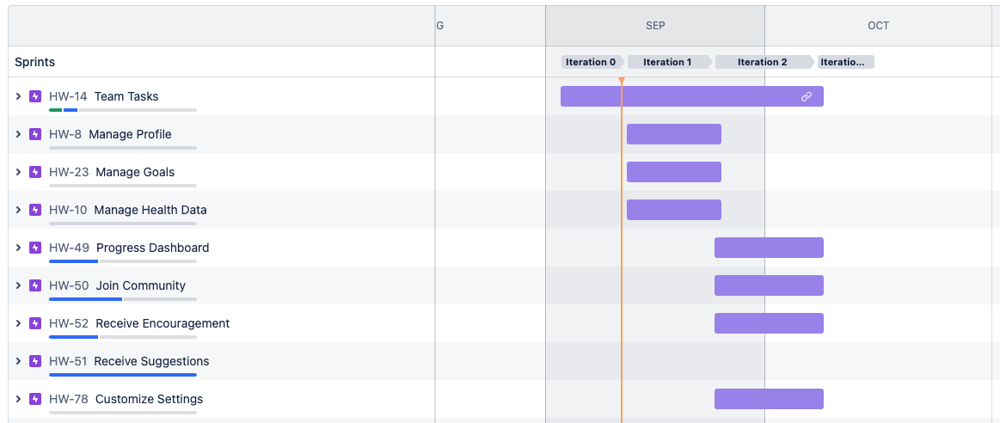 G SEP OCT
Sprints Iteration 0 Iteration 1 Iteration 2 Iteratio...
HW-14 Team Tasks
HW-8 Manage Profile
HW-23 Manage Goals
HW-10 Manage Health Data
HW-49 Progress Dashboard
HW-50 Join Community
HW-52 Receive Encouragement
HW-51 Receive Suggestions
HW-78 Customize Settings